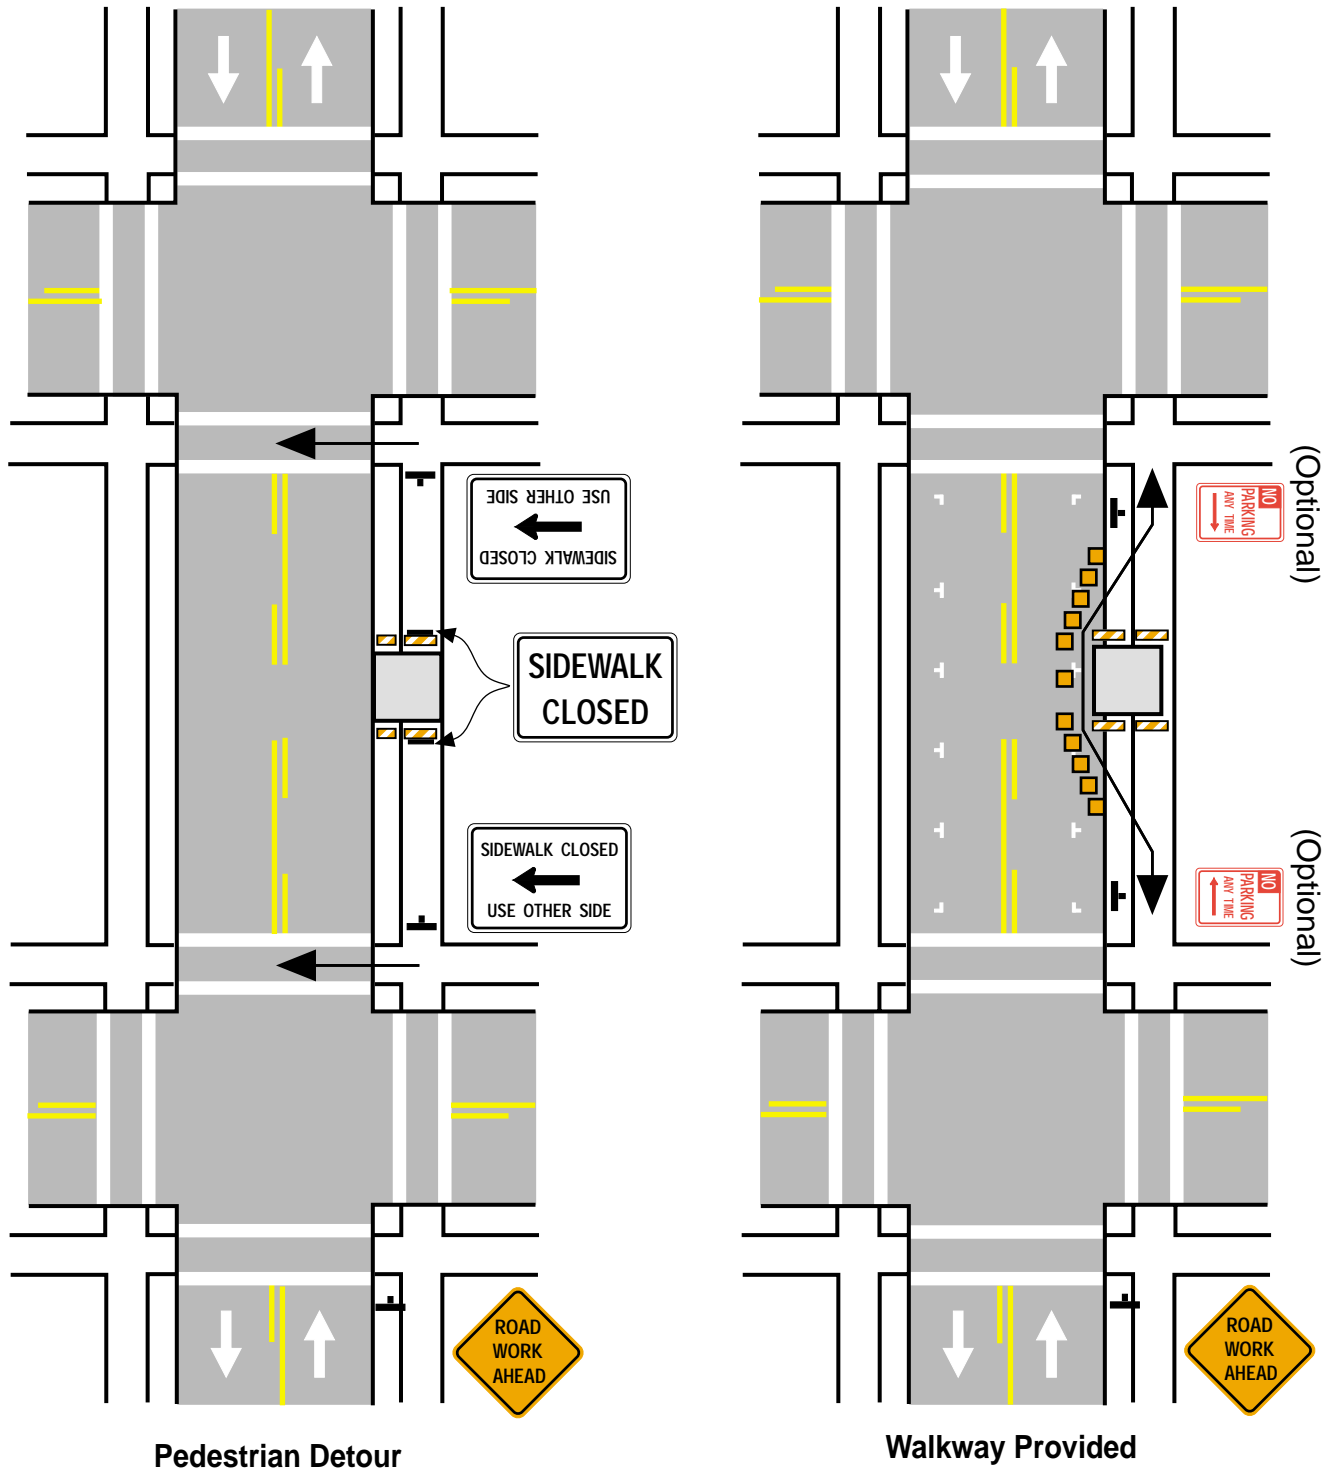 USE OTHER SIDE
SIDEWALK CLOSED
SIDEWALK
CLOSED
SIDEWALK CLOSED
USE OTHER SIDE
ROAD
WORK
AHEAD
Pedestrian Detour
(Optional)
NO
PARKING
ANY TIME
(Optional)
NO
PARKING
ANY TIME
ROAD
WORK
AHEAD
Walkway Provided